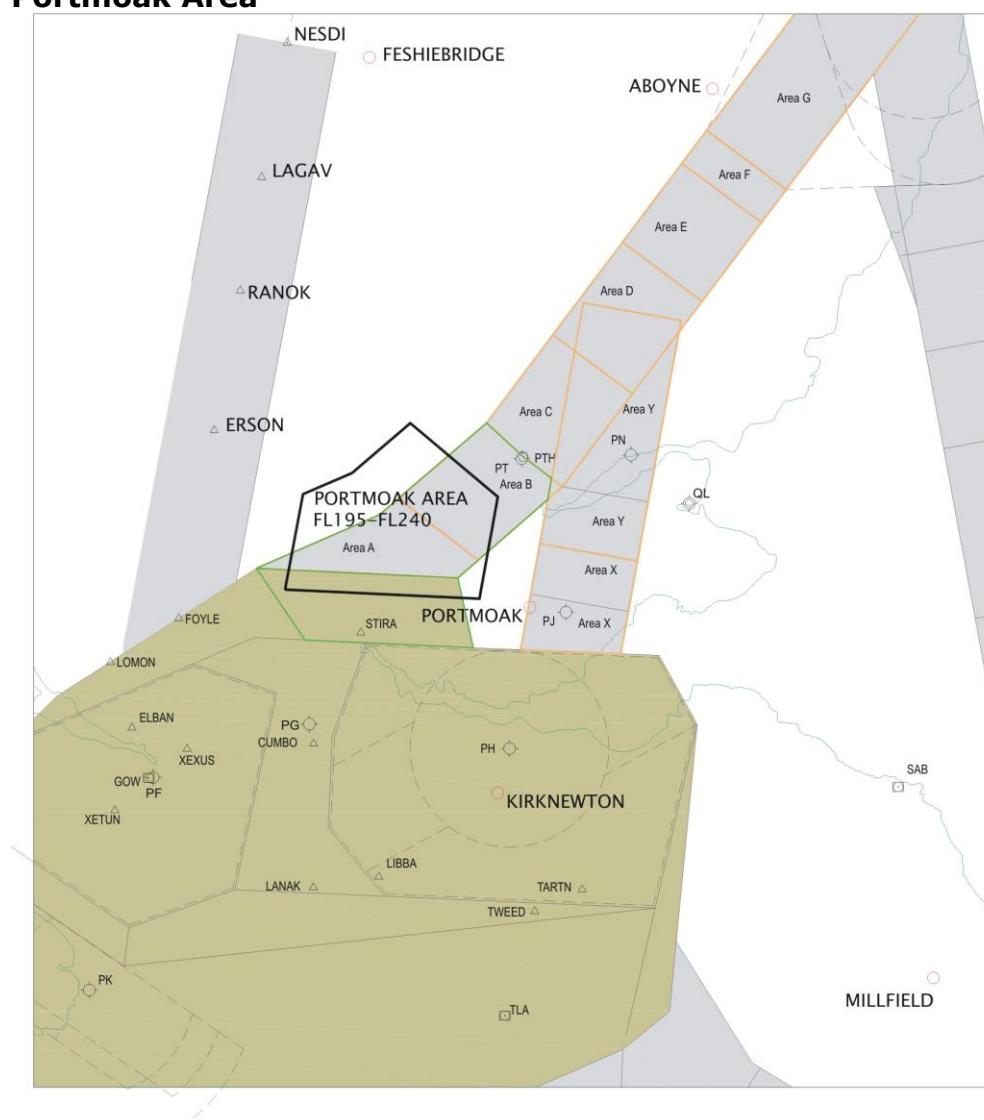 Portmoak Area
NESDI
FESHIEBRIDGE
ABOYNE
Area G
LAGAV
Area F
Area E
RANOK
Area D
ERSON
Area C
Area Y
PN
PT
PTH
Area B
PORTMOAK AREA
FL195-FL240
QL
Area Y
Area A
Area X
FOYLE
STIRA
PORTMOAK
PJ
Area X
LOMON
ELBAN
PG
CUMBO
XEXUS
PH
GOW
PF
SAB
XETUN
KIRKNEWTON
LIBBA
LANAK
TARTN
TWEED
PK
MILLFIELD
TLA